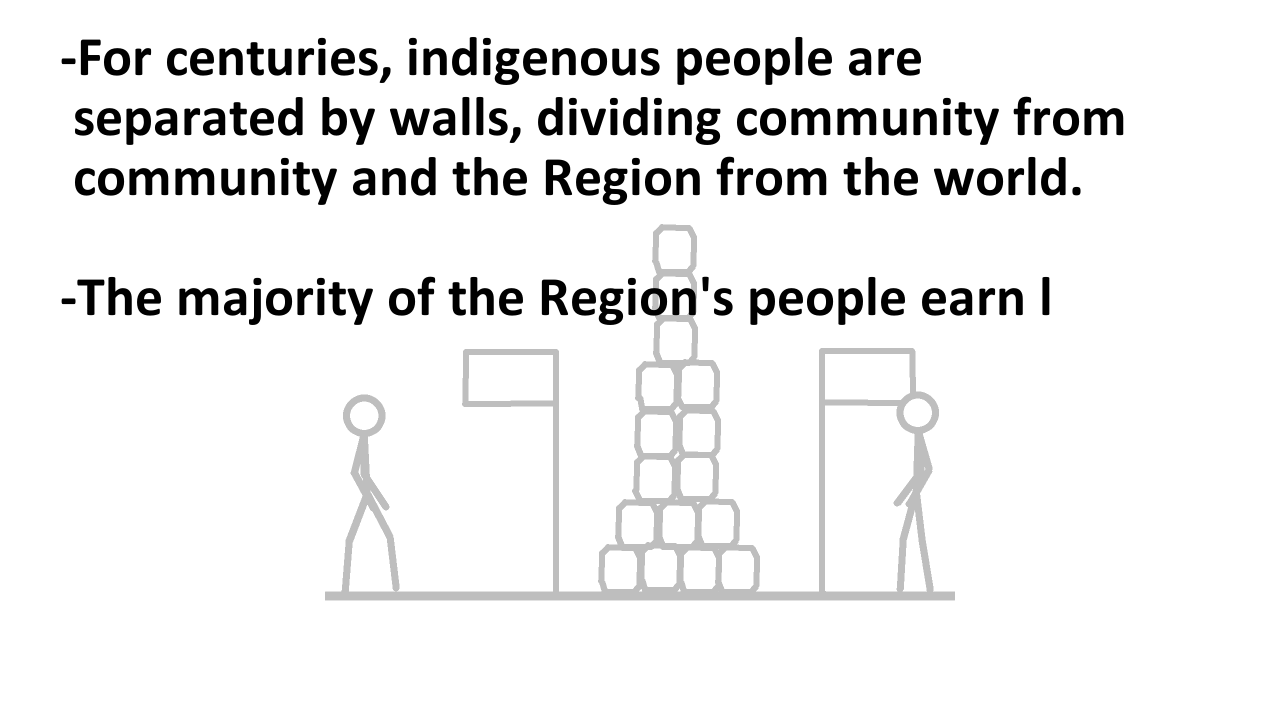 -For centuries, indigenous people are
separated by walls, dividing community from
community and the Region from the world.
-The majority of the Region's people earn l